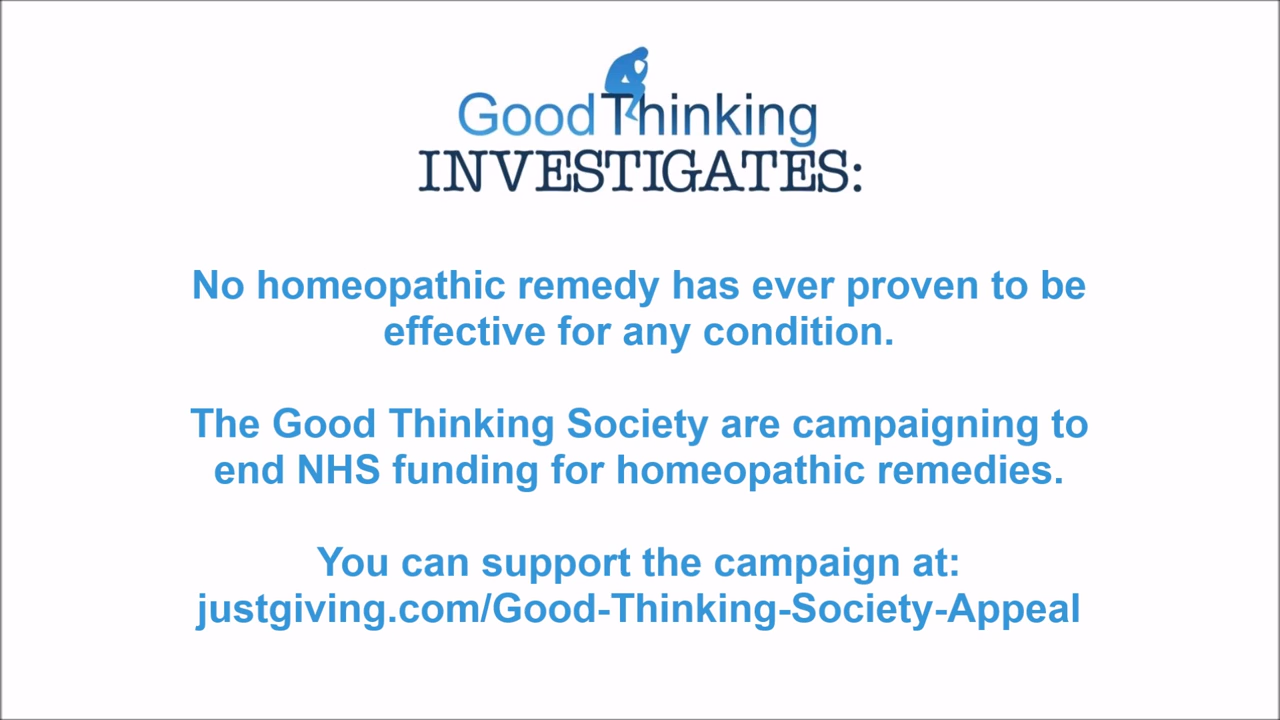 Good Thinking
INVESTIGATES:
No homeopathic remedy has ever proven to be
effective for any condition.
The Good Thinking Society are campaigning to
end NHS funding for homeopathic remedies.
You can support the campaign at:
justgiving.com/Good-Thinking-Society-Appeal